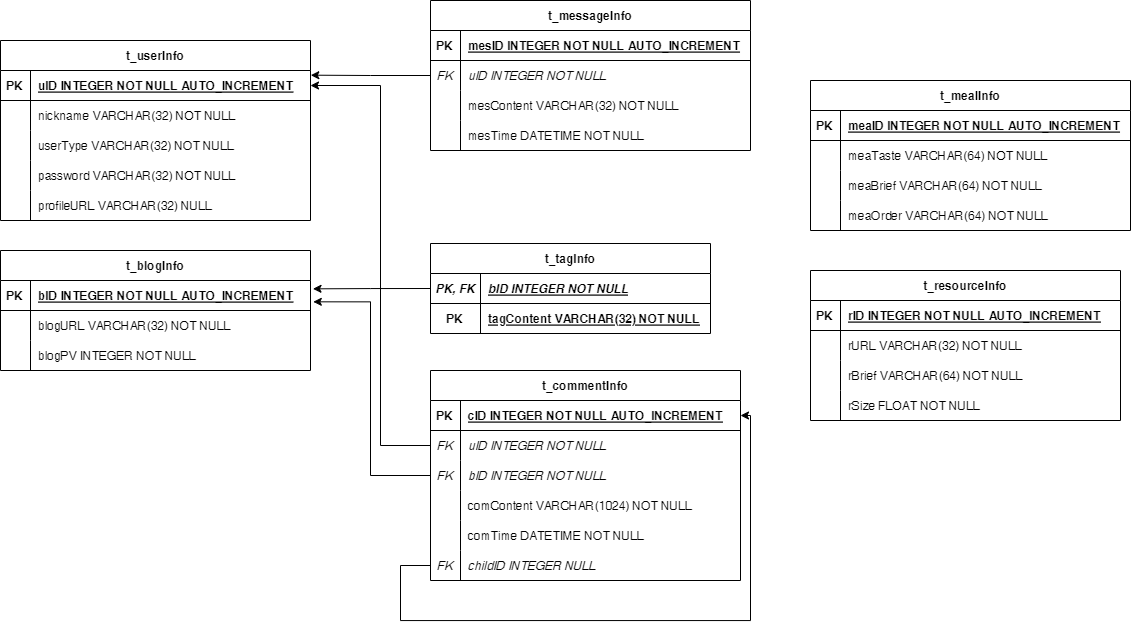 t_userInfo
PK uID INTEGER NOT NULL AUTO_INCREMENT
nickname VARCHAR(32) NOT NULL
userType VARCHAR(32) NOT NULL
password VARCHAR(32) NOT NULL
profileURL VARCHAR(32) NULL
t_blogInfo
PK bID INTEGER NOT NULL AUTO_INCREMENT
blogURL VARCHAR(32) NOT NULL
blogPV INTEGER NOT NULL
t_messageInfo
PK mesID INTEGER NOT NULL AUTO_INCREMENT
FK uID INTEGER NOT NULL
mesContent VARCHAR(32) NOT NULL
mesTime DATETIME NOT NULL
t_tagInfo
PK, FK bID INTEGER NOT NULL
PK tagContent VARCHAR(32) NOT NULL
t_commentInfo
PK cID INTEGER NOT NULL AUTO_INCREMENT
FK uID INTEGER NOT NULL
FK bID INTEGER NOT NULL
comContent VARCHAR(1024) NOT NULL
comTime DATETIME NOT NULL
FK childID INTEGER NULL
t_mealInfo
PK meaID INTEGER NOT NULL AUTO_INCREMENT
meaTaste VARCHAR(64) NOT NULL
meaBrief VARCHAR(64) NOT NULL
meaOrder VARCHAR(64) NOT NULL
t_resourceInfo
PK rID INTEGER NOT NULL AUTO_INCREMENT
rURL VARCHAR(32) NOT NULL
rBrief VARCHAR(64) NOT NULL
rSize FLOAT NOT NULL